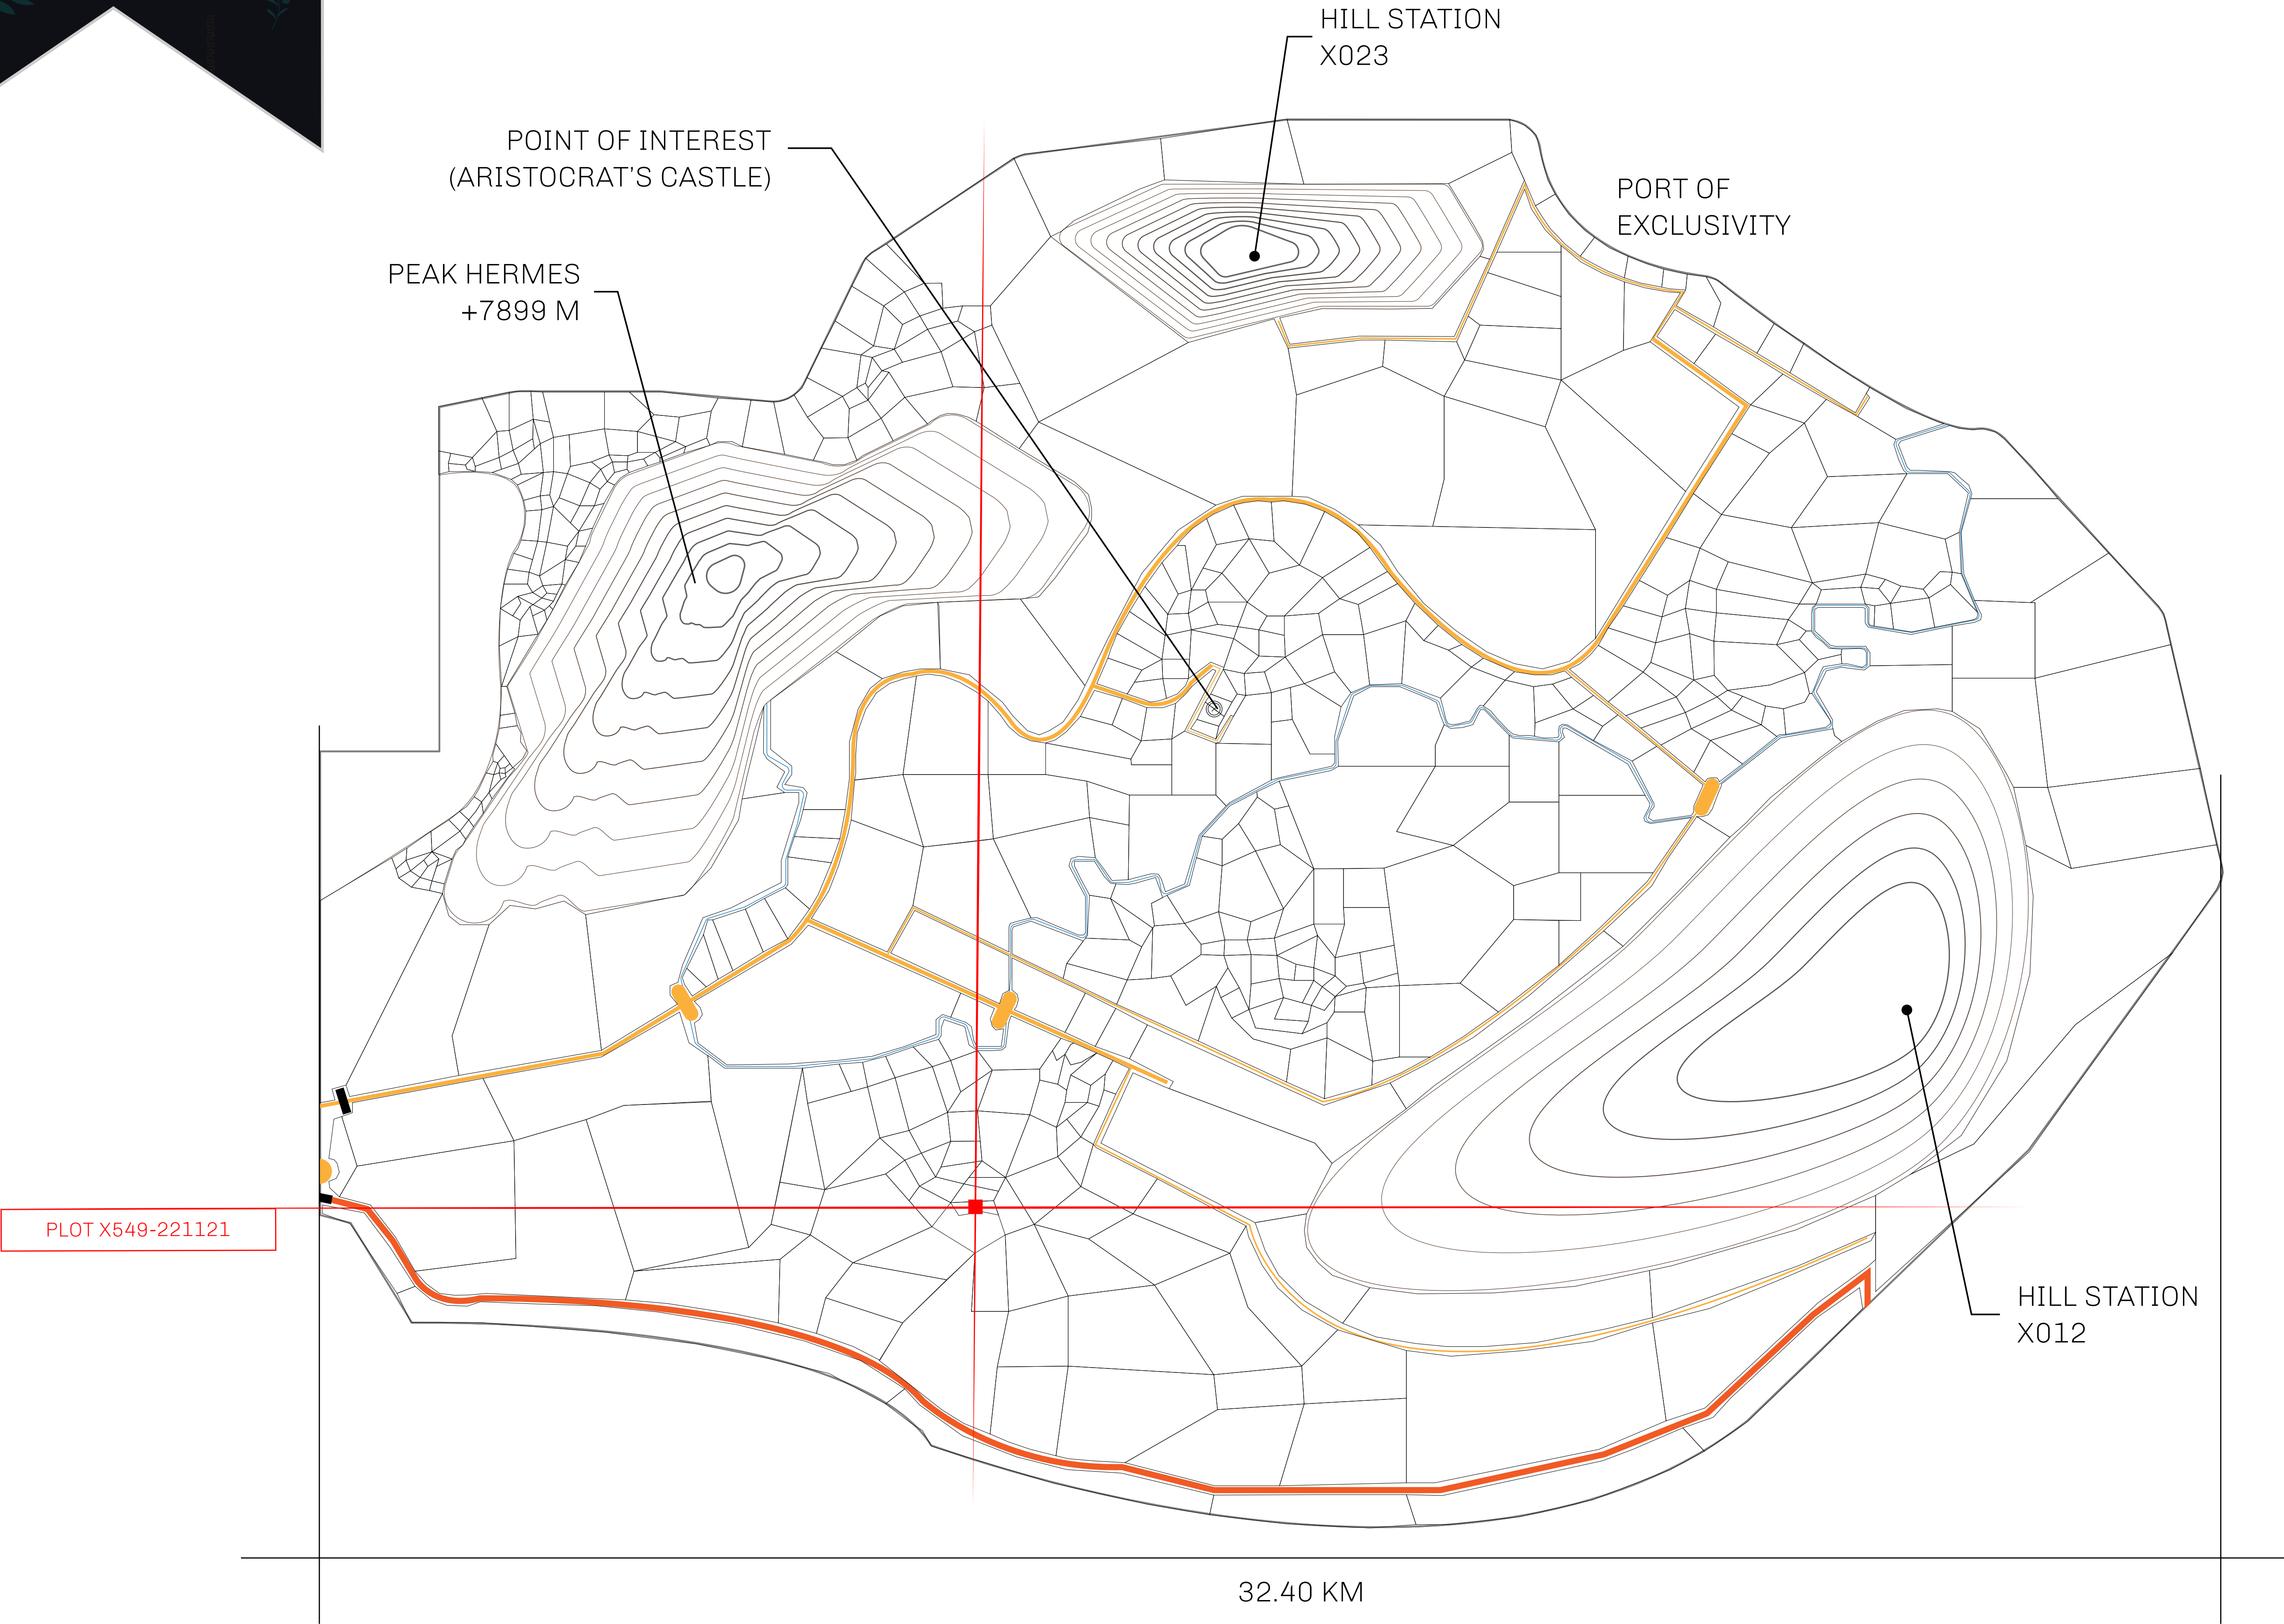 HILL STATION
X023
POINT OF INTEREST
(ARISTOCRAT'S CASTLE)
PORT OF
EXCLUSIVITY
PEAK HERMES
+7899 M
PLOT X549-221121
HILL STATION
X012
32.40 KM